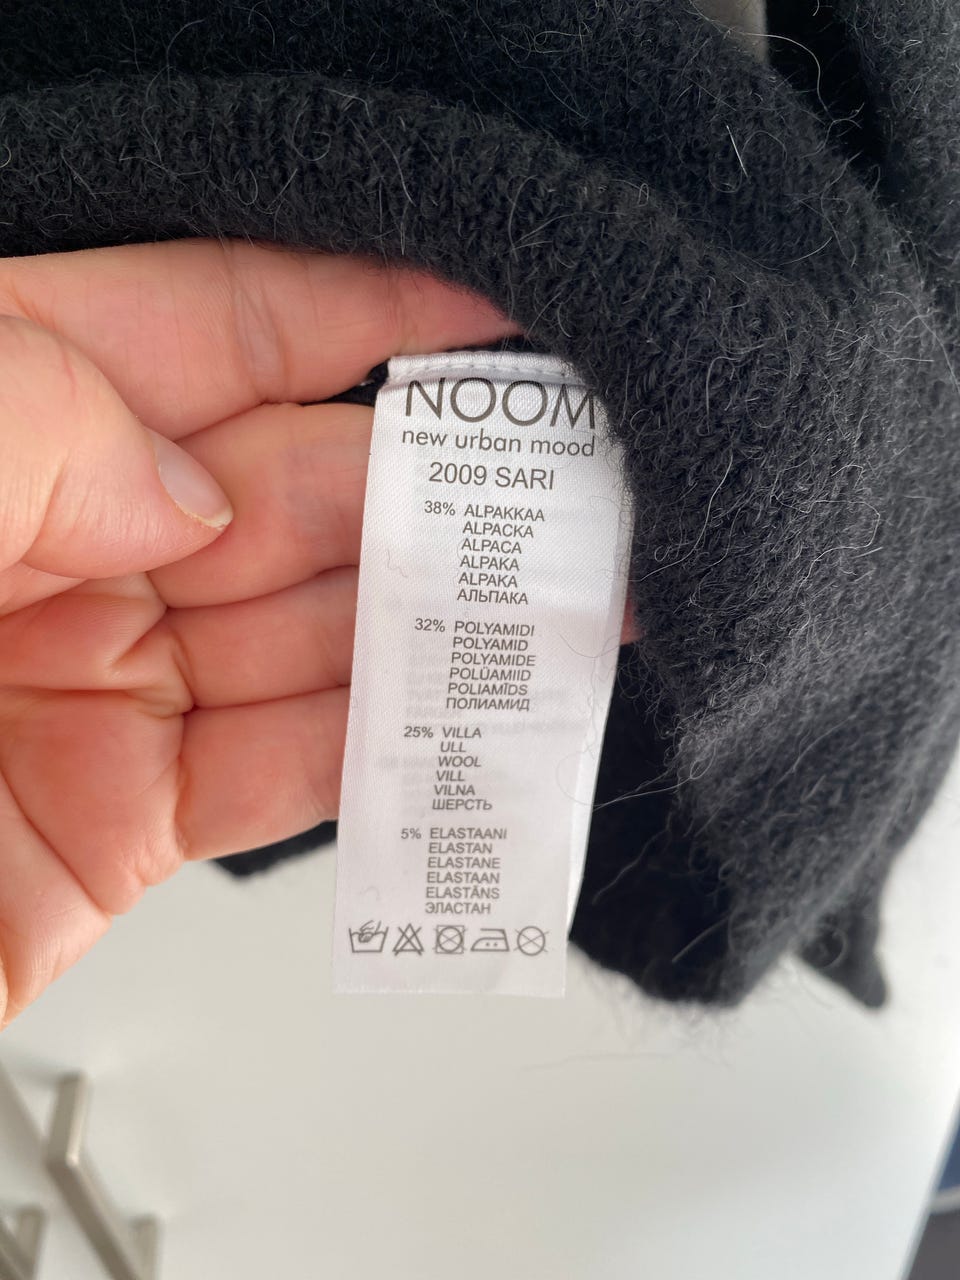 NOOM
new urban mood
2009 SARI
38% ALPAKKAA
ALPACKA
ALPACA
ALPAKA
ALPAKA
АЛЬПАКА
32% POLYAMIDI
POLYAMID
POLYAMIDE
POLÜAMIID
POLIAMĪDS
ПОЛИАМИД
25% VILLA
ULL
WOOL
VILL
VILNA
ШЕРСТЬ
5% ELASTAANI
ELASTAN
ELASTANE
ELASTAAN
ELASTĀNS
ЭЛАСТАН